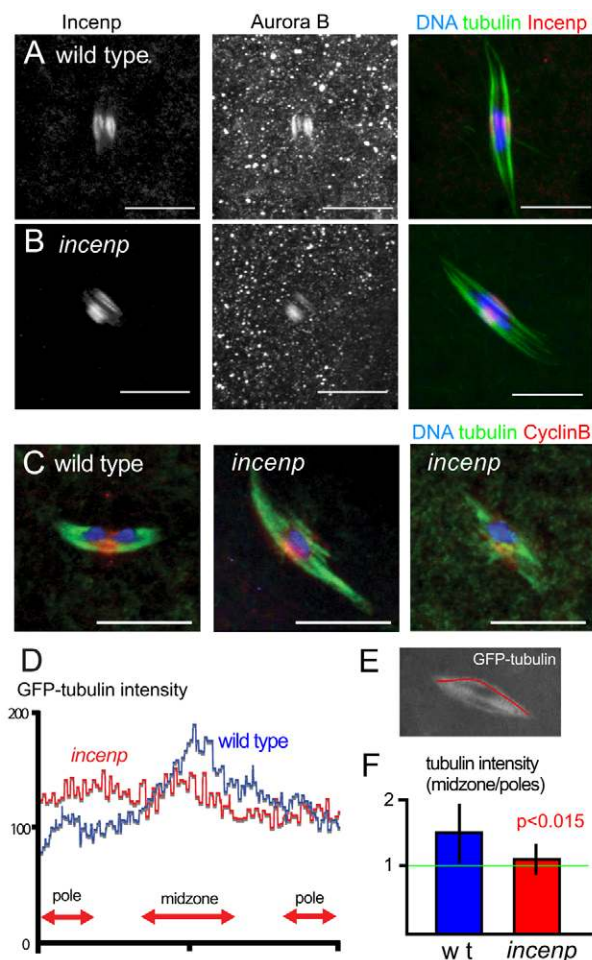 Incenp
Aurora B
DNA tubulin Incenp
A wild type
B incenp
DNA tubulin CyclinB
C wild type
incenp
incenp
D
GFP-tubulin intensity
200
incenp
wild type
100
pole
midzone
pole
0
E
GFP-tubulin
F
tubulin intensity
(midzone/poles)
2
p<0.015
1
w t
incenp